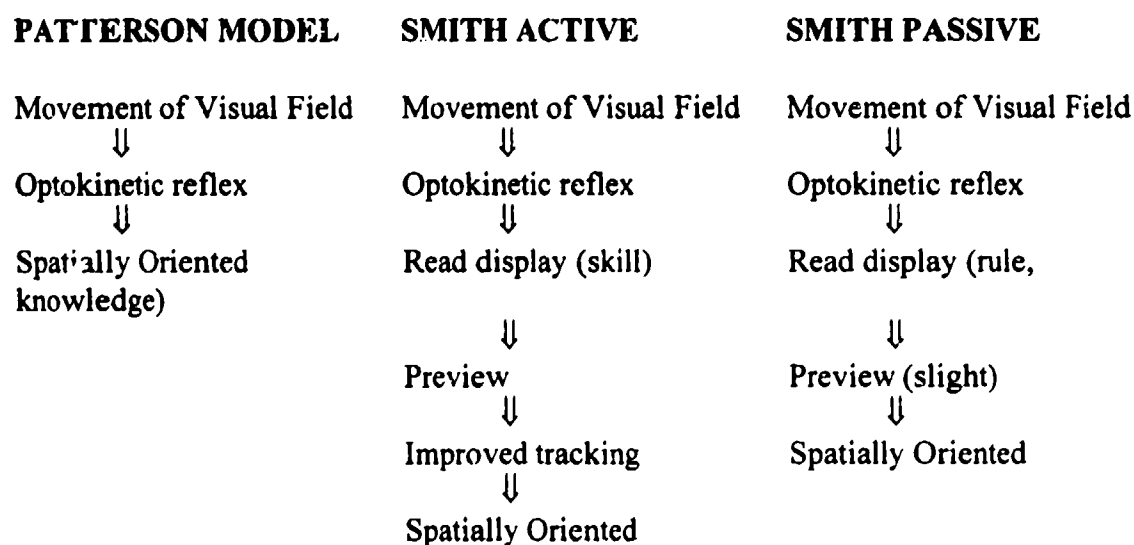 PATTERSON MODEL SMITH ACTIVE SMITH PASSIVE
Movement of Visual Field Movement of Visual Field Movement of Visual Field
⇓ ⇓ ⇓
Optokinetic reflex Optokinetic reflex Optokinetic reflex
⇓ ⇓ ⇓
Spatially Oriented Read display (skill) Read display (rule,
knowledge)
⇓ ⇓
Preview Preview (slight)
⇓ ⇓
Improved tracking Spatially Oriented
⇓
Spatially Oriented